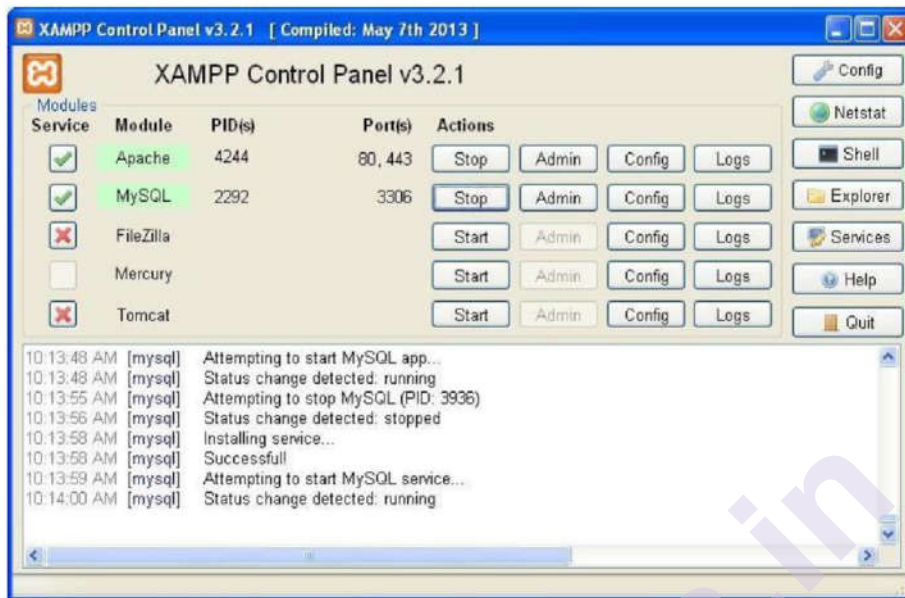 XAMPP Control Panel v3.2.1 [ Compiled: May 7th 2013 ]
XAMPP Control Panel v3.2.1
Config
Modules
Service Module PID(s) Port(s) Actions
Netstat
Apache 4244 80, 443 Stop Admin Config Logs
Shell
MySQL 2292 3306 Stop Admin Config Logs
Explorer
FileZilla Start Admin Config Logs
Services
Mercury Start Admin Config Logs
Help
Tomcat Start Admin Config Logs
Quit
10:13:48 AM [mysql] Attempting to start MySQL app...
10:13:48 AM [mysql] Status change detected: running
10:13:55 AM [mysql] Attempting to stop MySQL (PID: 3936)
10:13:56 AM [mysql] Status change detected: stopped
10:13:58 AM [mysql] Installing service...
10:13:58 AM [mysql] Successful!
10:13:59 AM [mysql] Attempting to start MySQL service...
10:14:00 AM [mysql] Status change detected: running
.in